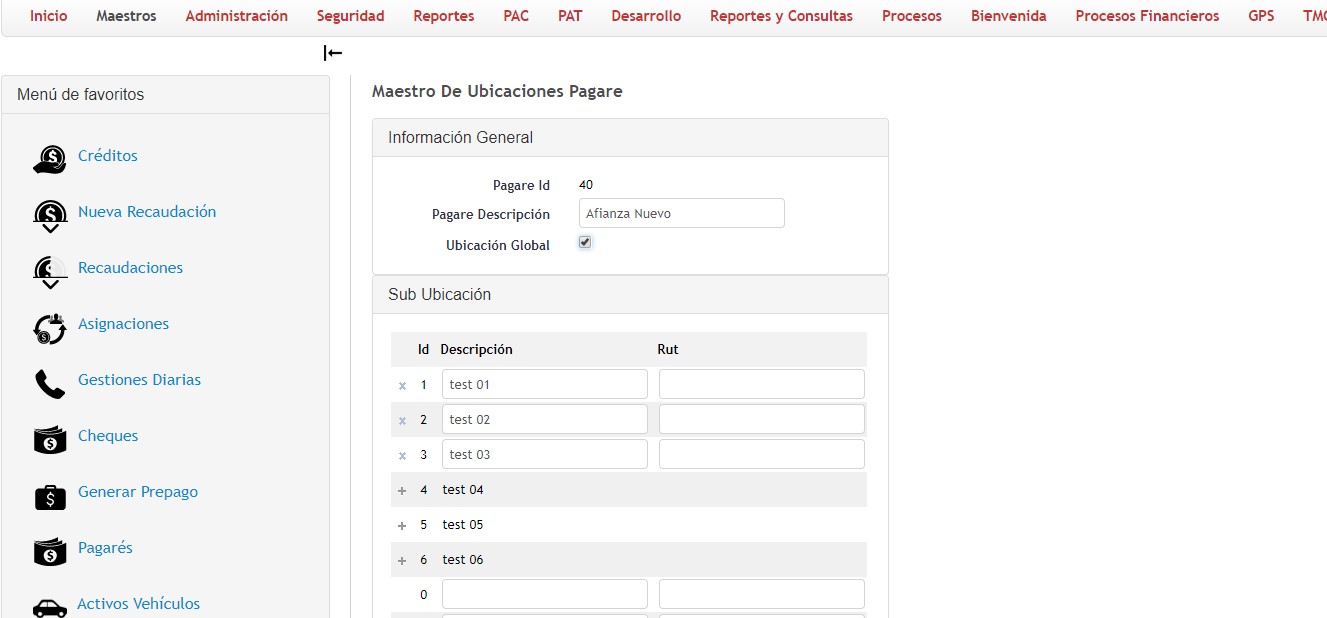 Inicio Maestros Administración Seguridad Reportes PAC PAT Desarrollo Reportes y Consultas Procesos Bienvenida Procesos Financieros GPS TMC
Menú de favoritos
Créditos
Nueva Recaudación
Recaudaciones
Asignaciones
Gestiones Diarias
Cheques
Generar Prepago
Pagarés
Activos Vehículos
Maestro De Ubicaciones Pagare
Información General
Pagare Id 40
Pagare Descripción Afianza Nuevo
Ubicación Global
Sub Ubicación
Id Descripción Rut
x 1 test 01
x 2 test 02
x 3 test 03
+ 4 test 04
+ 5 test 05
+ 6 test 06
0